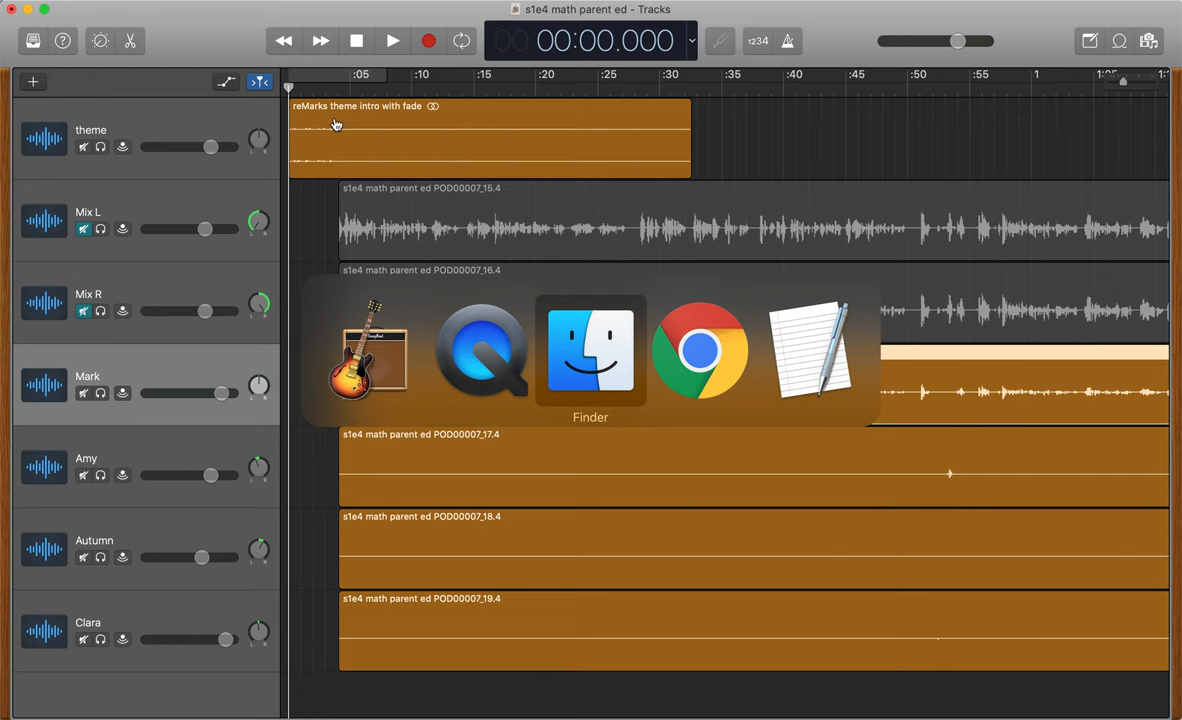 s1e4 math parent ed - Tracks
00:00.000
1234
:05 :10 :15 :20 :25 :30 :35 :40 :45 :50 :55 1
reMarks theme intro with fade
theme
L R
s1e4 math parent ed POD00007_15.4
Mix L
L R
s1e4 math parent ed POD00007_16.4
Mix R
L R
Mark
L R
Finder
s1e4 math parent ed POD00007_17.4
Amy
L R
s1e4 math parent ed POD00007_18.4
Autumn
L R
s1e4 math parent ed POD00007_19.4
Clara
L R